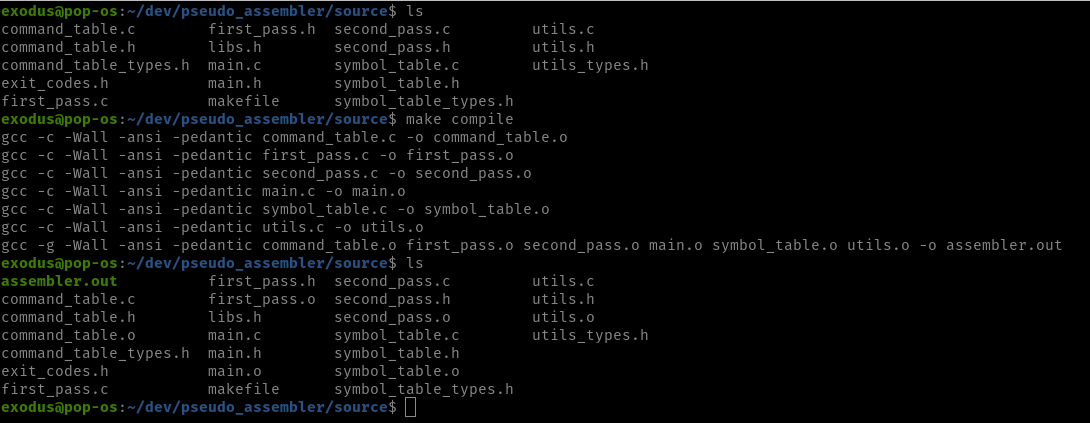 exodus@pop-os:~/dev/pseudo_assembler/source$ ls
command_table.c        first_pass.h  second_pass.c         utils.c
command_table.h        libs.h        second_pass.h         utils.h
command_table_types.h  main.c        symbol_table.c        utils_types.h
exit_codes.h           main.h        symbol_table.h
first_pass.c           makefile      symbol_table_types.h
exodus@pop-os:~/dev/pseudo_assembler/source$ make compile
gcc -c -Wall -ansi -pedantic command_table.c -o command_table.o
gcc -c -Wall -ansi -pedantic first_pass.c -o first_pass.o
gcc -c -Wall -ansi -pedantic second_pass.c -o second_pass.o
gcc -c -Wall -ansi -pedantic main.c -o main.o
gcc -c -Wall -ansi -pedantic symbol_table.c -o symbol_table.o
gcc -c -Wall -ansi -pedantic utils.c -o utils.o
gcc -g -Wall -ansi -pedantic command_table.o first_pass.o second_pass.o main.o symbol_table.o utils.o -o assembler.out
exodus@pop-os:~/dev/pseudo_assembler/source$ ls
assembler.out          first_pass.h  second_pass.c         utils.c
command_table.c        first_pass.o  second_pass.h         utils.h
command_table.h        libs.h        second_pass.o         utils.o
command_table.o        main.c        symbol_table.c        utils_types.h
command_table_types.h  main.h        symbol_table.h
exit_codes.h           main.o        symbol_table.o
first_pass.c           makefile      symbol_table_types.h
exodus@pop-os:~/dev/pseudo_assembler/source$